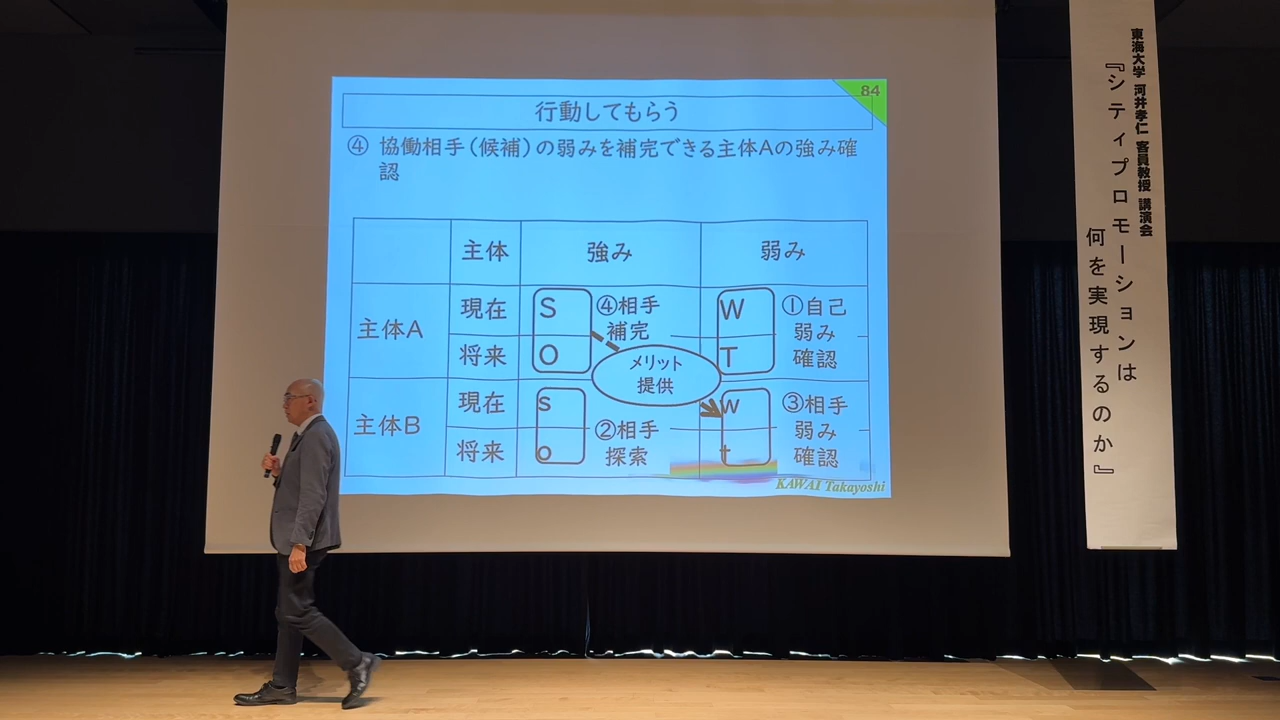 84
行動してもらう
④ 協働相手(候補)の弱みを補完できる主体Aの強み確
認
主体 強み 弱み
主体A
現在 S ④相手 W ①自己
補完 弱み
将来 O T 確認
メリット
提供
主体B
現在 s w ③相手
②相手 弱み
将来 o 探索 t 確認
KAWAI Takayoshi
東海大学 河井孝仁 客員教授 講演会
『シティプロモーションは
何を実現するのか』